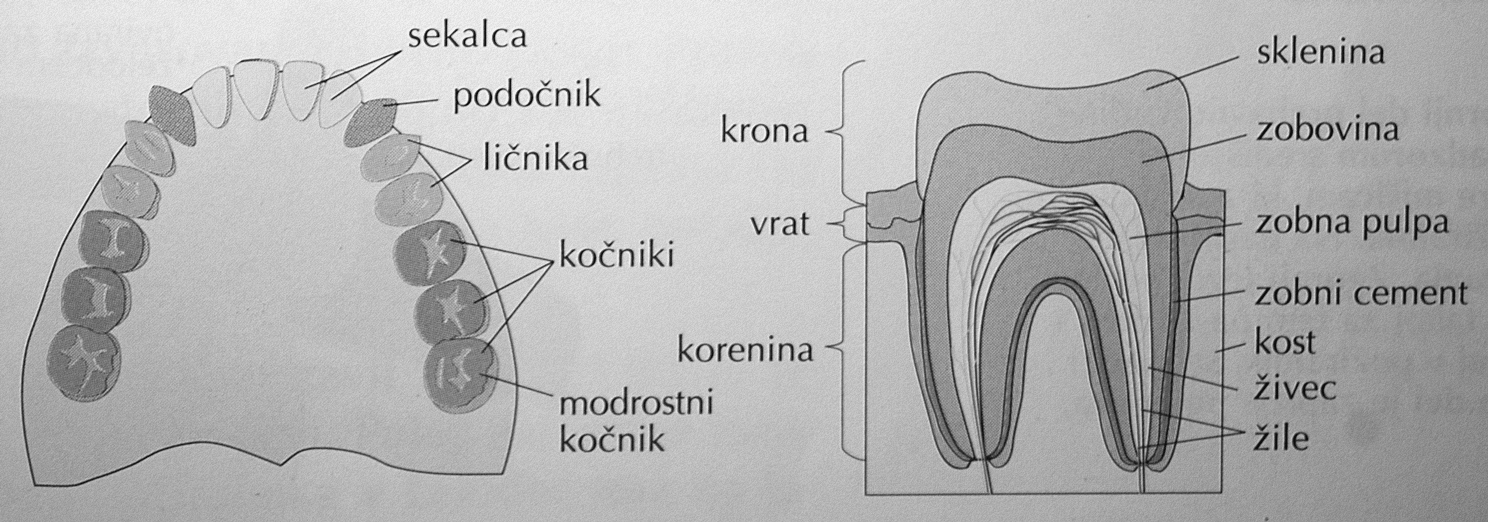 sekalca
podočnik
ličnika
kočniki
modrostni
kočnik
krona
vrat
korenina
sklenina
zobovina
zobna pulpa
zobni cement
kost
živec
žile